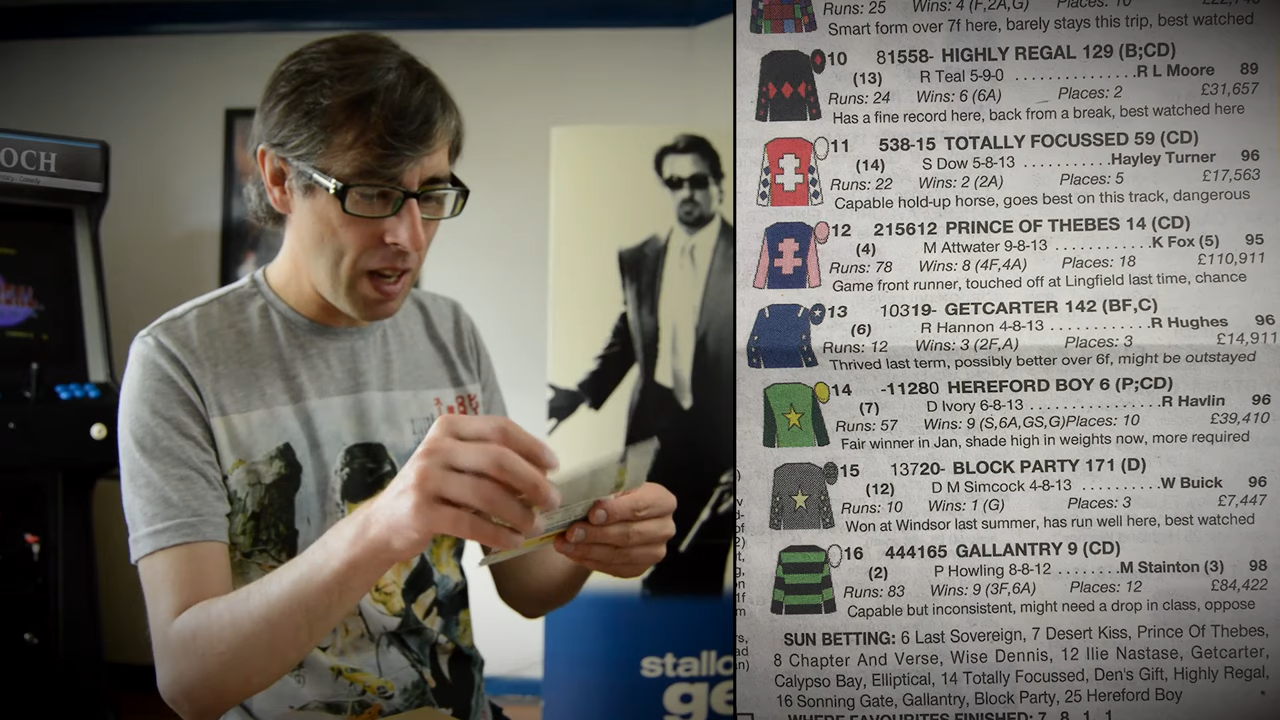 OCH
stallo
ge
Runs: 25 Wins: 4 (F,2A,G) Places: 10
Smart form over 7f here, barely stays this trip, best watched
10 81558- HIGHLY REGAL 129 (B;CD)
(13) R Teal 5-9-0 ..............R L Moore 89
Runs: 24 Wins: 6 (6A) Places: 2 £31,657
Has a fine record here, back from a break, best watched here
11 538-15 TOTALLY FOCUSSED 59 (CD)
(14) S Dow 5-8-13 ..........Hayley Turner 96
Runs: 22 Wins: 2 (2A) Places: 5 £17,563
Capable hold-up horse, goes best on this track, dangerous
12 215612 PRINCE OF THEBES 14 (CD)
(4) M Attwater 9-8-13 ...........K Fox (5) 95
Runs: 78 Wins: 8 (4F,4A) Places: 18 £110,911
Game front runner, touched off at Lingfield last time, chance
13 10319- GETCARTER 142 (BF,C)
(6) R Hannon 4-8-13 ...........R Hughes 96
Runs: 12 Wins: 3 (2F,A) Places: 3 £14,911
Thrived last term, possibly better over 6f, might be outstayed
14 -11280 HEREFORD BOY 6 (P;CD)
(7) D Ivory 6-8-13 ..............R Havlin 96
Runs: 57 Wins: 9 (S,6A,GS,G)Places: 10 £39,410
Fair winner in Jan, shade high in weights now, more required
15 13720- BLOCK PARTY 171 (D)
(12) D M Simcock 4-8-13 .........W Buick 96
Runs: 10 Wins: 1 (G) Places: 3 £7,447
Won at Windsor last summer, has run well here, best watched
16 444165 GALLANTRY 9 (CD)
(2) P Howling 8-8-12 ........M Stainton (3) 98
Runs: 83 Wins: 9 (3F,6A) Places: 12 £84,422
Capable but inconsistent, might need a drop in class, oppose
SUN BETTING: 6 Last Sovereign, 7 Desert Kiss, Prince Of Thebes,
8 Chapter And Verse, Wise Dennis, 12 Ilie Nastase, Getcarter,
Calypso Bay, Elliptical, 14 Totally Focussed, Den's Gift, Highly Regal,
16 Sonning Gate, Gallantry, Block Party, 25 Hereford Boy
WHERE FAVOURITES FINISHED: 7, 8, 1, 1